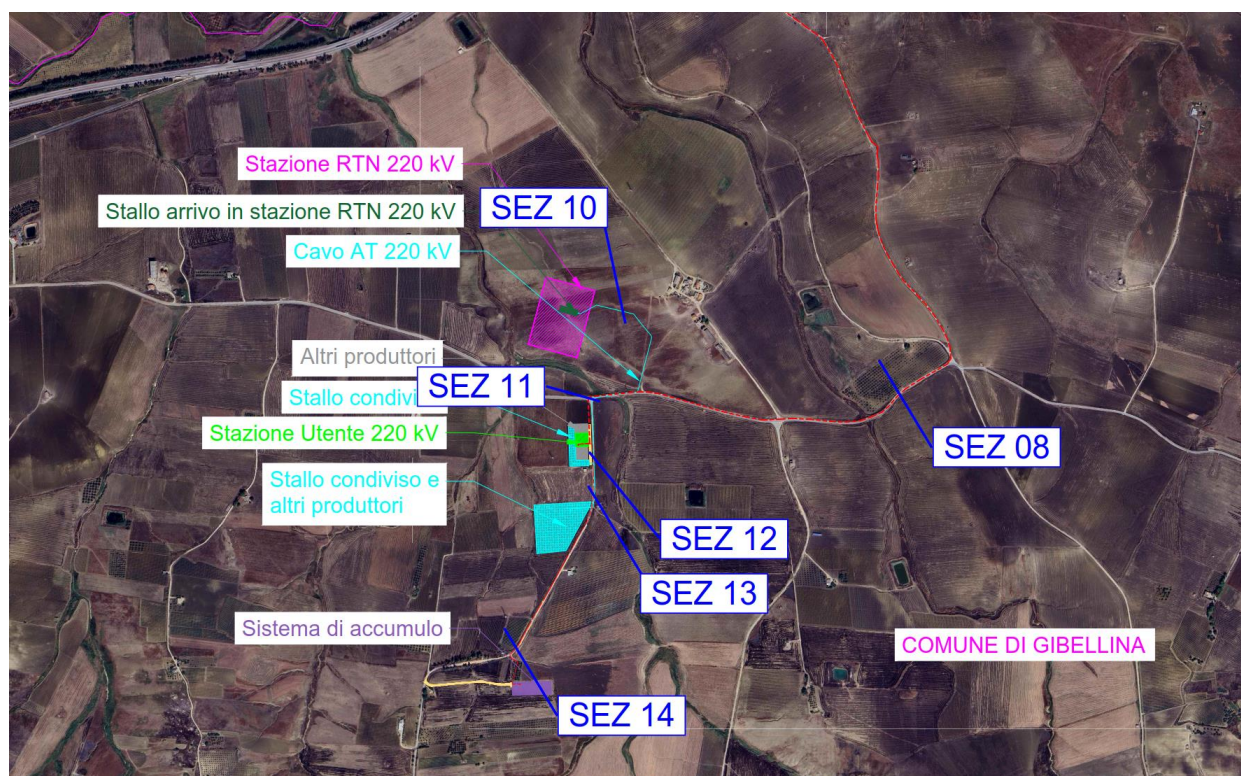 Stazione RTN 220 kV
Stallo arrivo in stazione RTN 220 kV
SEZ 10
Cavo AT 220 kV
Altri produttori
SEZ 11
Stallo
Stazione Utente 220 kV
SEZ 08
Stallo condiviso e
altri produttori
SEZ 12
SEZ 13
Sistema di accumulo
COMUNE DI GIBELLINA
SEZ 14